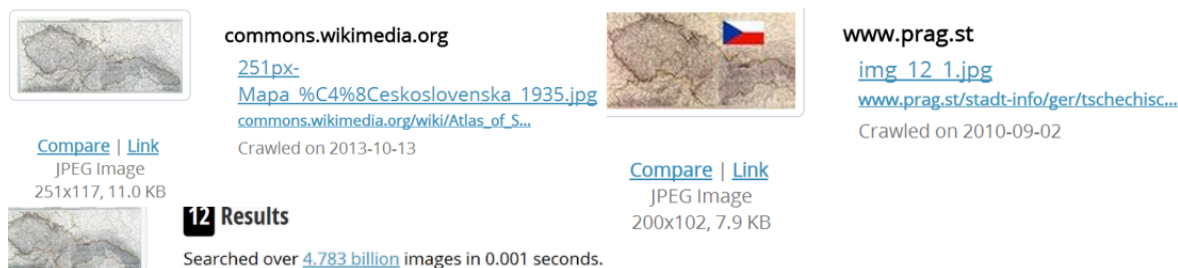 commons.wikimedia.org
251px-
Mapa_%C4%8Ceskoslovenska_1935.jpg
commons.wikimedia.org/wiki/Atlas_of_S...
Crawled on 2013-10-13
Compare | Link
JPEG Image
251x117, 11.0 KB
www.prag.st
img_12_1.jpg
www.prag.st/stadt-info/ger/tschechisc...
Crawled on 2010-09-02
Compare | Link
JPEG Image
200x102, 7.9 KB
12 Results
Searched over 4.783 billion images in 0.001 seconds.